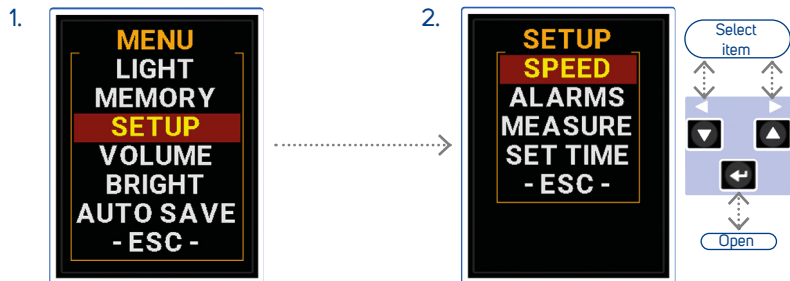 1.
MENU
LIGHT
MEMORY
SETUP
VOLUME
BRIGHT
AUTO SAVE
- ESC -
2.
SETUP
SPEED
ALARMS
MEASURE
SET TIME
- ESC -
Select
item
Open